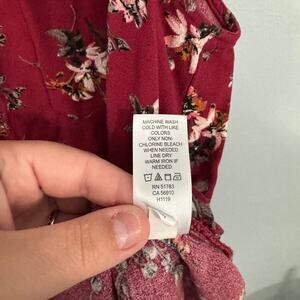 MACHINE WASH
COLD WITH LIKE
COLORS
ONLY NON-
CHLORINE BLEACH
WHEN NEEDED
LINE DRY
WARM IRON IF
NEEDED
RN 51783
CA 56910
H1119